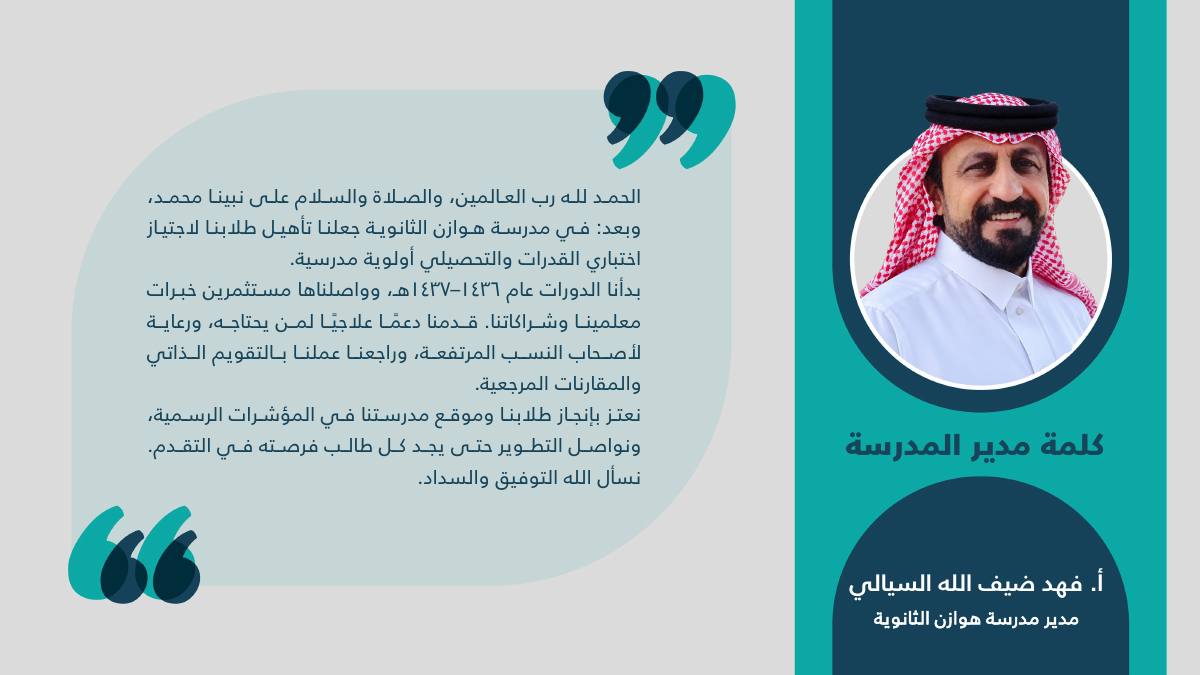 الحمد لله رب العالمين، والصلاة والسلام على نبينا محمد،
وبعد: في مدرسة هوازن الثانوية جعلنا تأهيل طلابنا لاجتياز
اختباري القدرات والتحصيلي أولوية مدرسية.
بدأنا الدورات عام ١٤٣٦–١٤٣٧هـ، وواصلناها مستثمرين خبرات
معلمينا وشراكاتنا. قدمنا دعمًا علاجيًا لمن يحتاجه، ورعاية
لأصحاب النسب المرتفعة، وراجعنا عملنا بالتقويم الذاتي
والمقارنات المرجعية.
نعتز بإنجاز طلابنا وموقع مدرستنا في المؤشرات الرسمية،
ونواصل التطوير حتى يجد كل طالب فرصته في التقدم.
نسأل الله التوفيق والسداد.
كلمة مدير المدرسة
أ. فهد ضيف الله السيالي
مدير مدرسة هوازن الثانوية